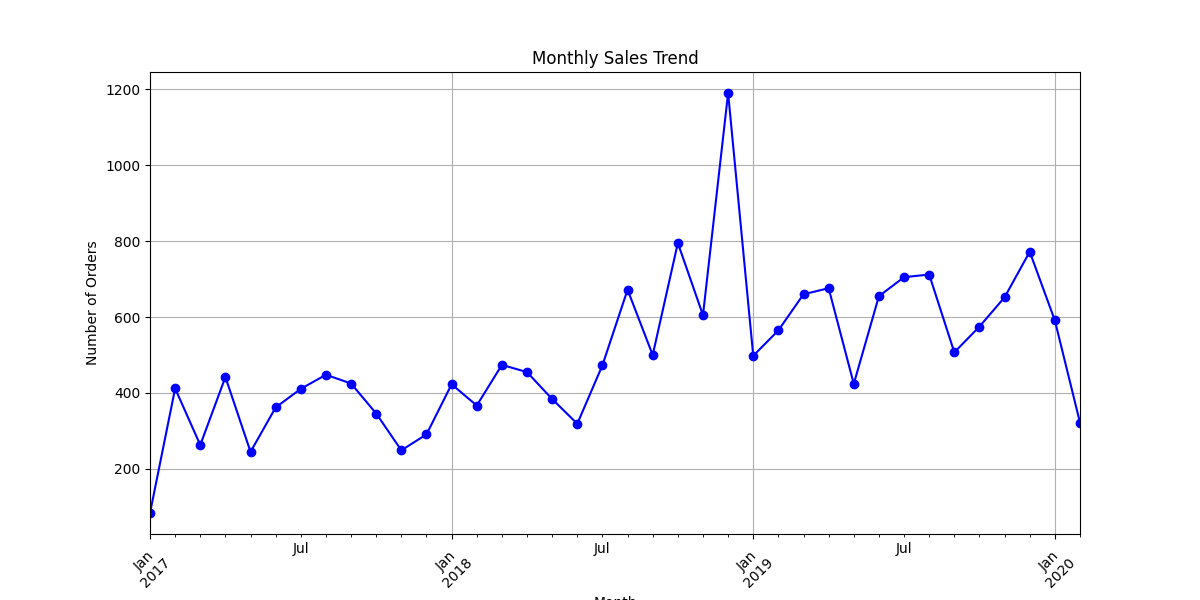 Monthly Sales Trend
1200
1000
800
600
400
200
Number of Orders
Jan
2017
Jul
Jan
2018
Jul
Jan
2019
Jul
Jan
2020
Month